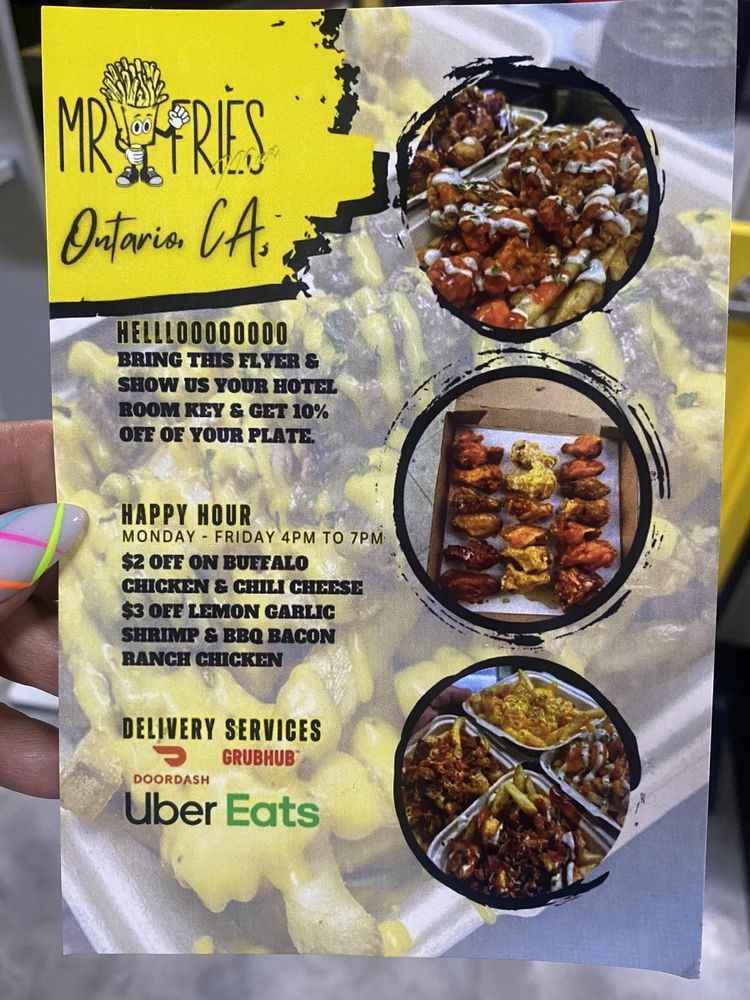 MR FRIES
Ontario, CA,
HELLLOOOOOOOO
BRING THIS FLYER &
SHOW US YOUR HOTEL
ROOM KEY & GET 10%
OFF OF YOUR PLATE.
HAPPY HOUR
MONDAY - FRIDAY 4PM TO 7PM
$2 OFF ON BUFFALO
CHICKEN & CHILI CHEESE
$3 OFF LEMON GARLIC
SHRIMP & BBQ BACON
RANCH CHICKEN
DELIVERY SERVICES
DOORDASH
GRUBHUB™
Uber Eats